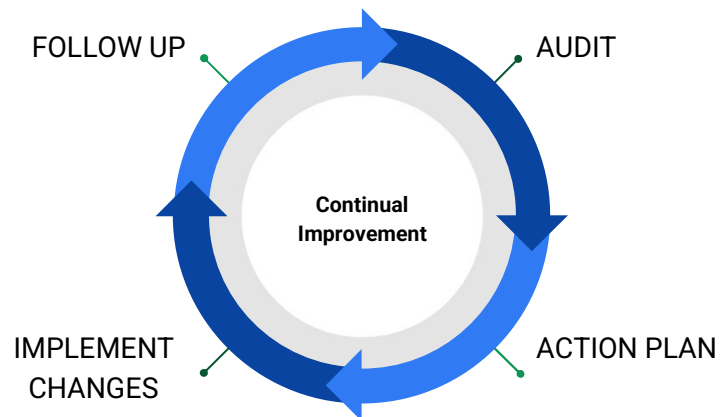 FOLLOW UP
AUDIT
Continual
Improvement
IMPLEMENT
CHANGES
ACTION PLAN